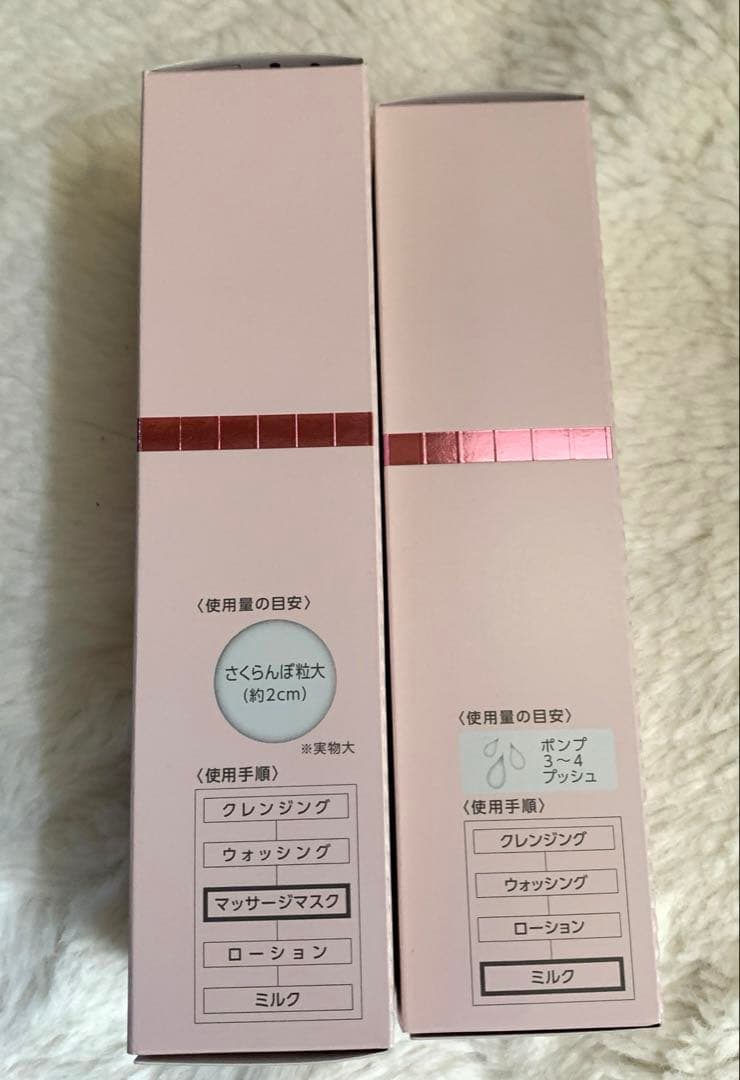 〈使用量の目安〉
さくらんぼ粒大
(約2cm)
※実物大
〈使用手順〉
クレンジング
ウォッシング
マッサージマスク
ローション
ミルク
〈使用量の目安〉
ポンプ
3〜4
プッシュ
〈使用手順〉
クレンジング
ウォッシング
ローション
ミルク